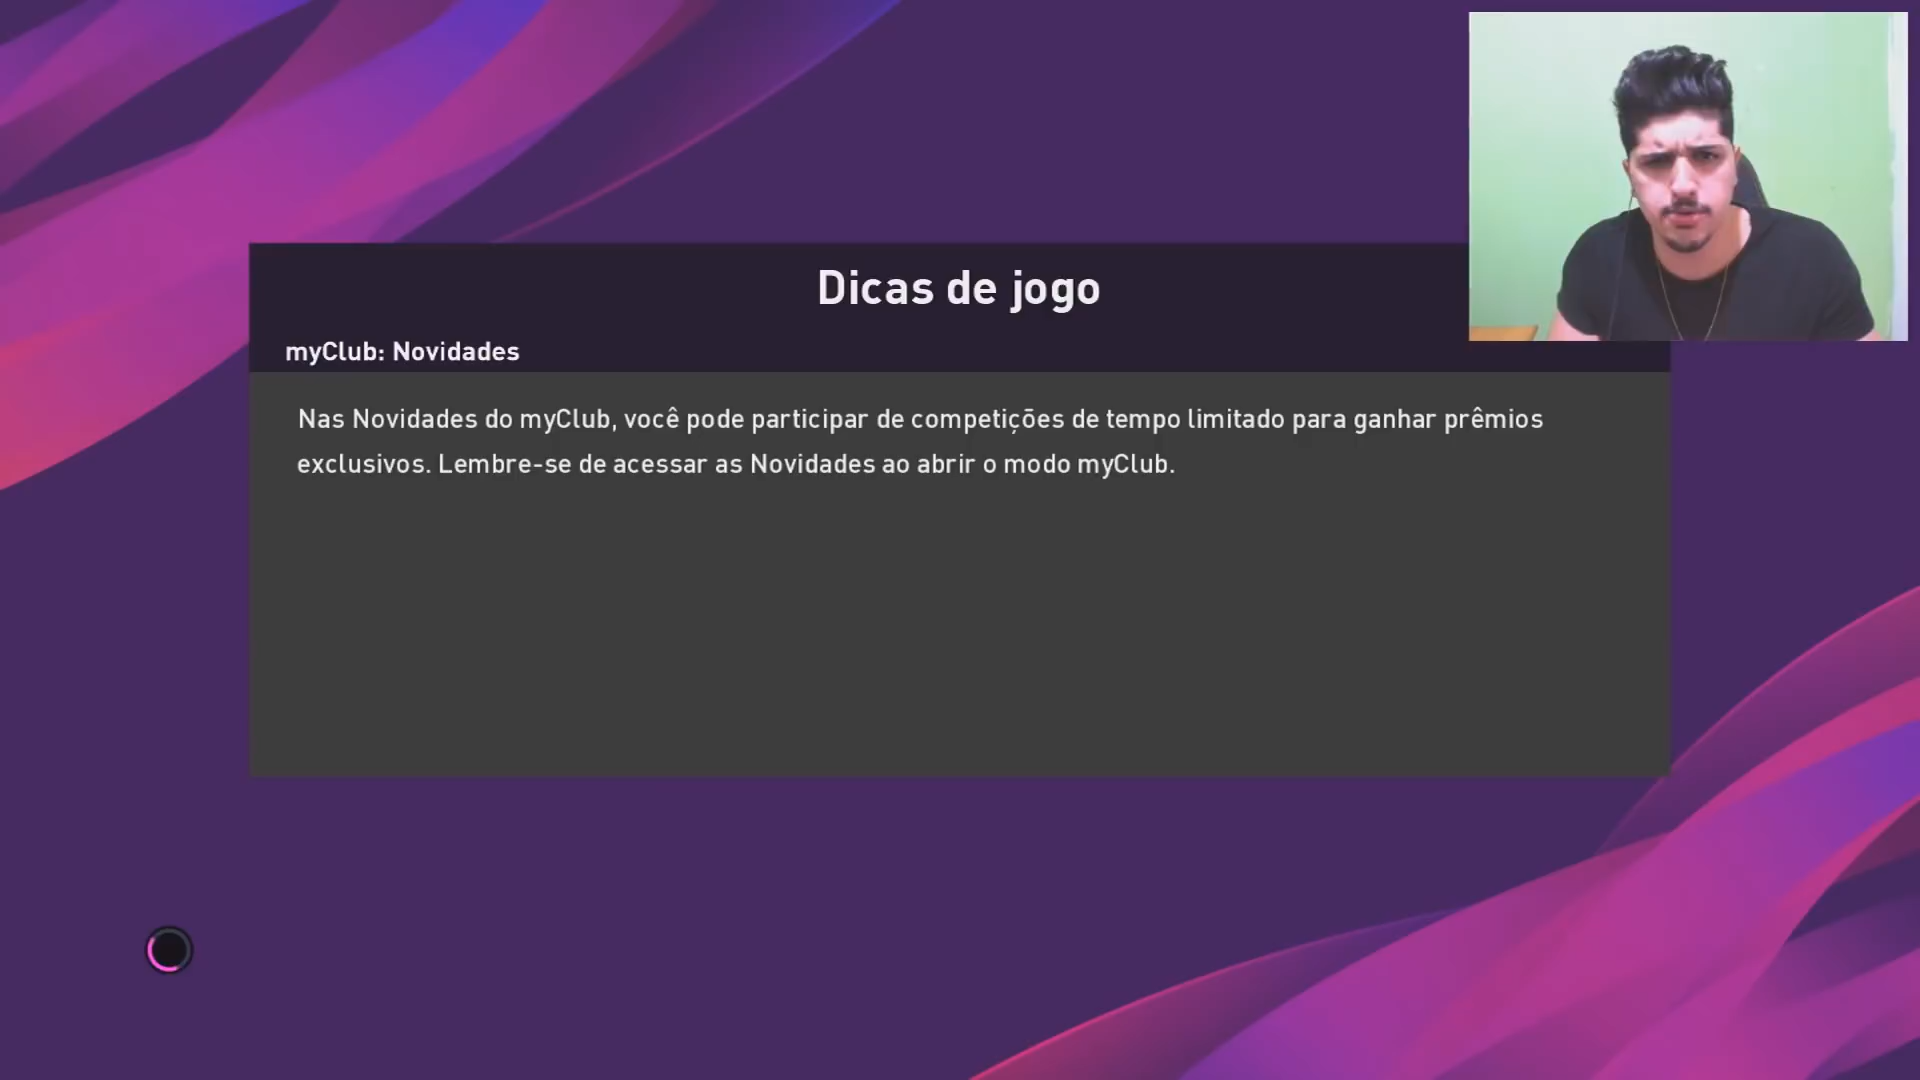 Dicas de jogo
myClub: Novidades
Nas Novidades do myClub, você pode participar de competições de tempo limitado para ganhar prêmios
exclusivos. Lembre-se de acessar as Novidades ao abrir o modo myClub.